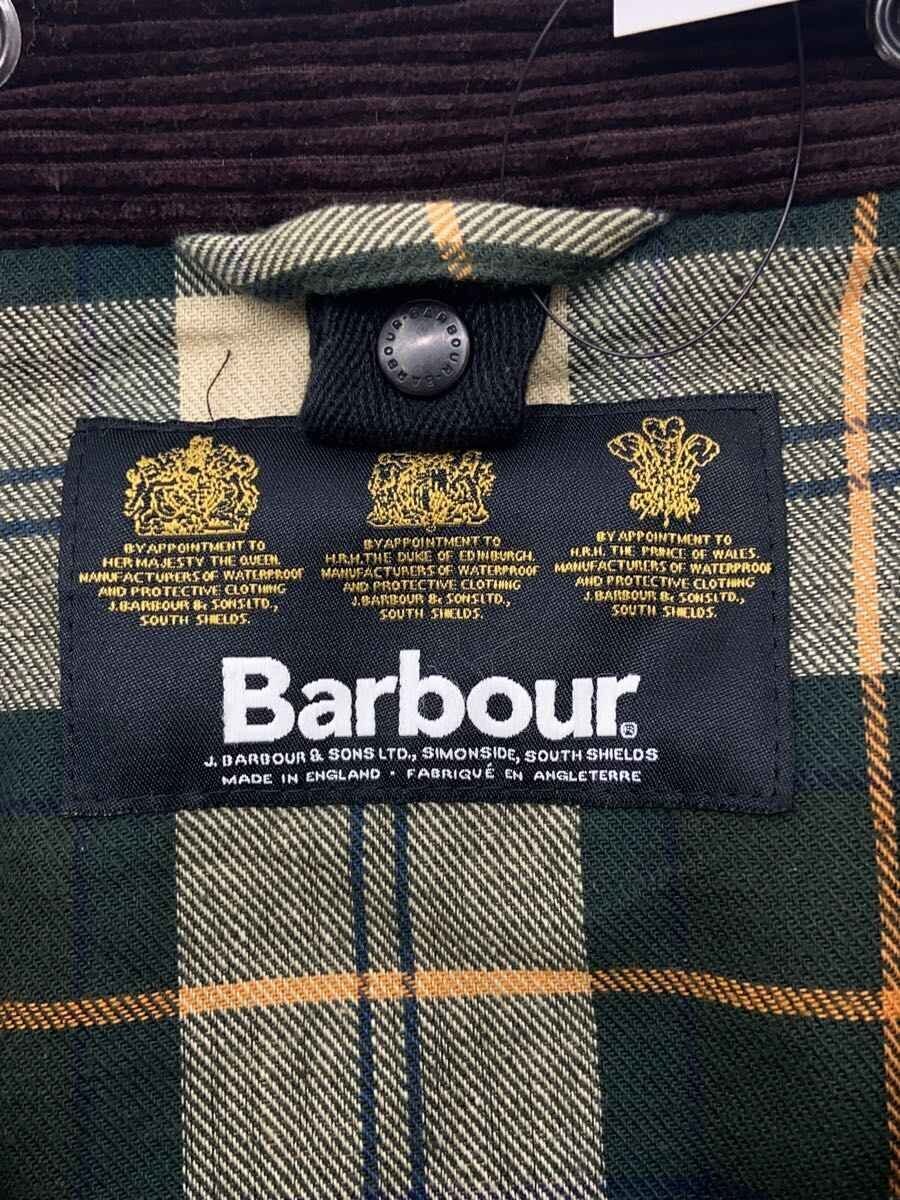 BARBOUR · BARBOUR ·
BY APPOINTMENT TO
HER MAJESTY THE QUEEN.
MANUFACTURERS OF WATERPROOF
AND PROTECTIVE CLOTHING
J.BARBOUR & SONS LTD.,
SOUTH SHIELDS.
BY APPOINTMENT TO
H.R.H. THE DUKE OF EDINBURGH.
MANUFACTURERS OF WATERPROOF
AND PROTECTIVE CLOTHING
J.BARBOUR & SONS LTD.,
SOUTH SHIELDS.
BY APPOINTMENT TO
H.R.H. THE PRINCE OF WALES.
MANUFACTURERS OF WATERPROOF
AND PROTECTIVE CLOTHING
J.BARBOUR & SONS LTD.,
SOUTH SHIELDS.
Barbour®
J. BARBOUR & SONS LTD., SIMONSIDE, SOUTH SHIELDS
MADE IN ENGLAND · FABRIQUÉ EN ANGLETERRE